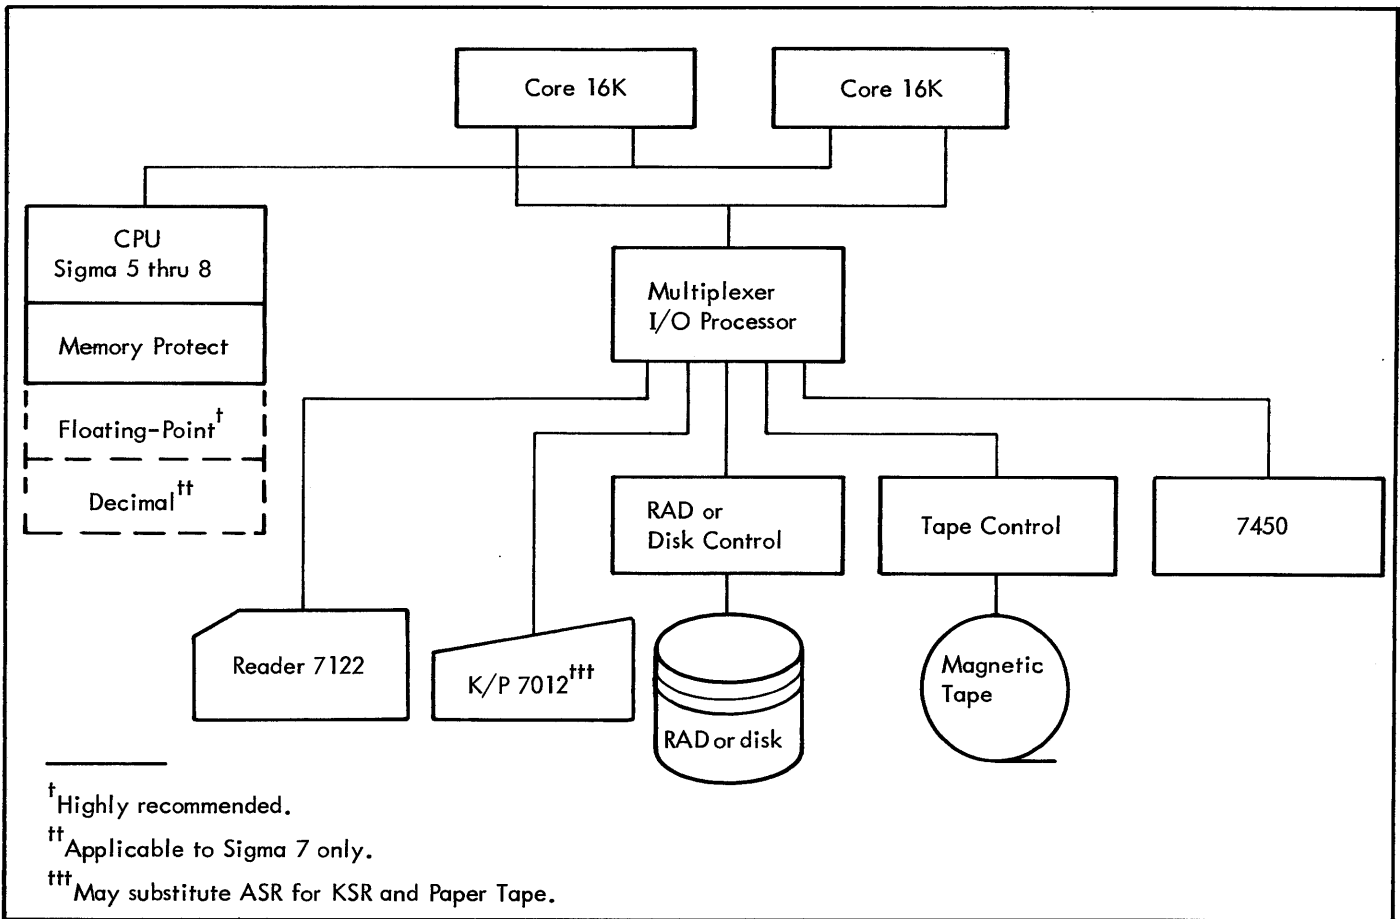 Core 16K
Core 16K
CPU
Sigma 5 thru 8
Memory Protect
Floating-Point†
Decimal††
Multiplexer
I/O Processor
RAD or
Disk Control
Tape Control
7450
Reader 7122
K/P 7012†††
RAD or disk
Magnetic
Tape
†Highly recommended.
††Applicable to Sigma 7 only.
†††May substitute ASR for KSR and Paper Tape.